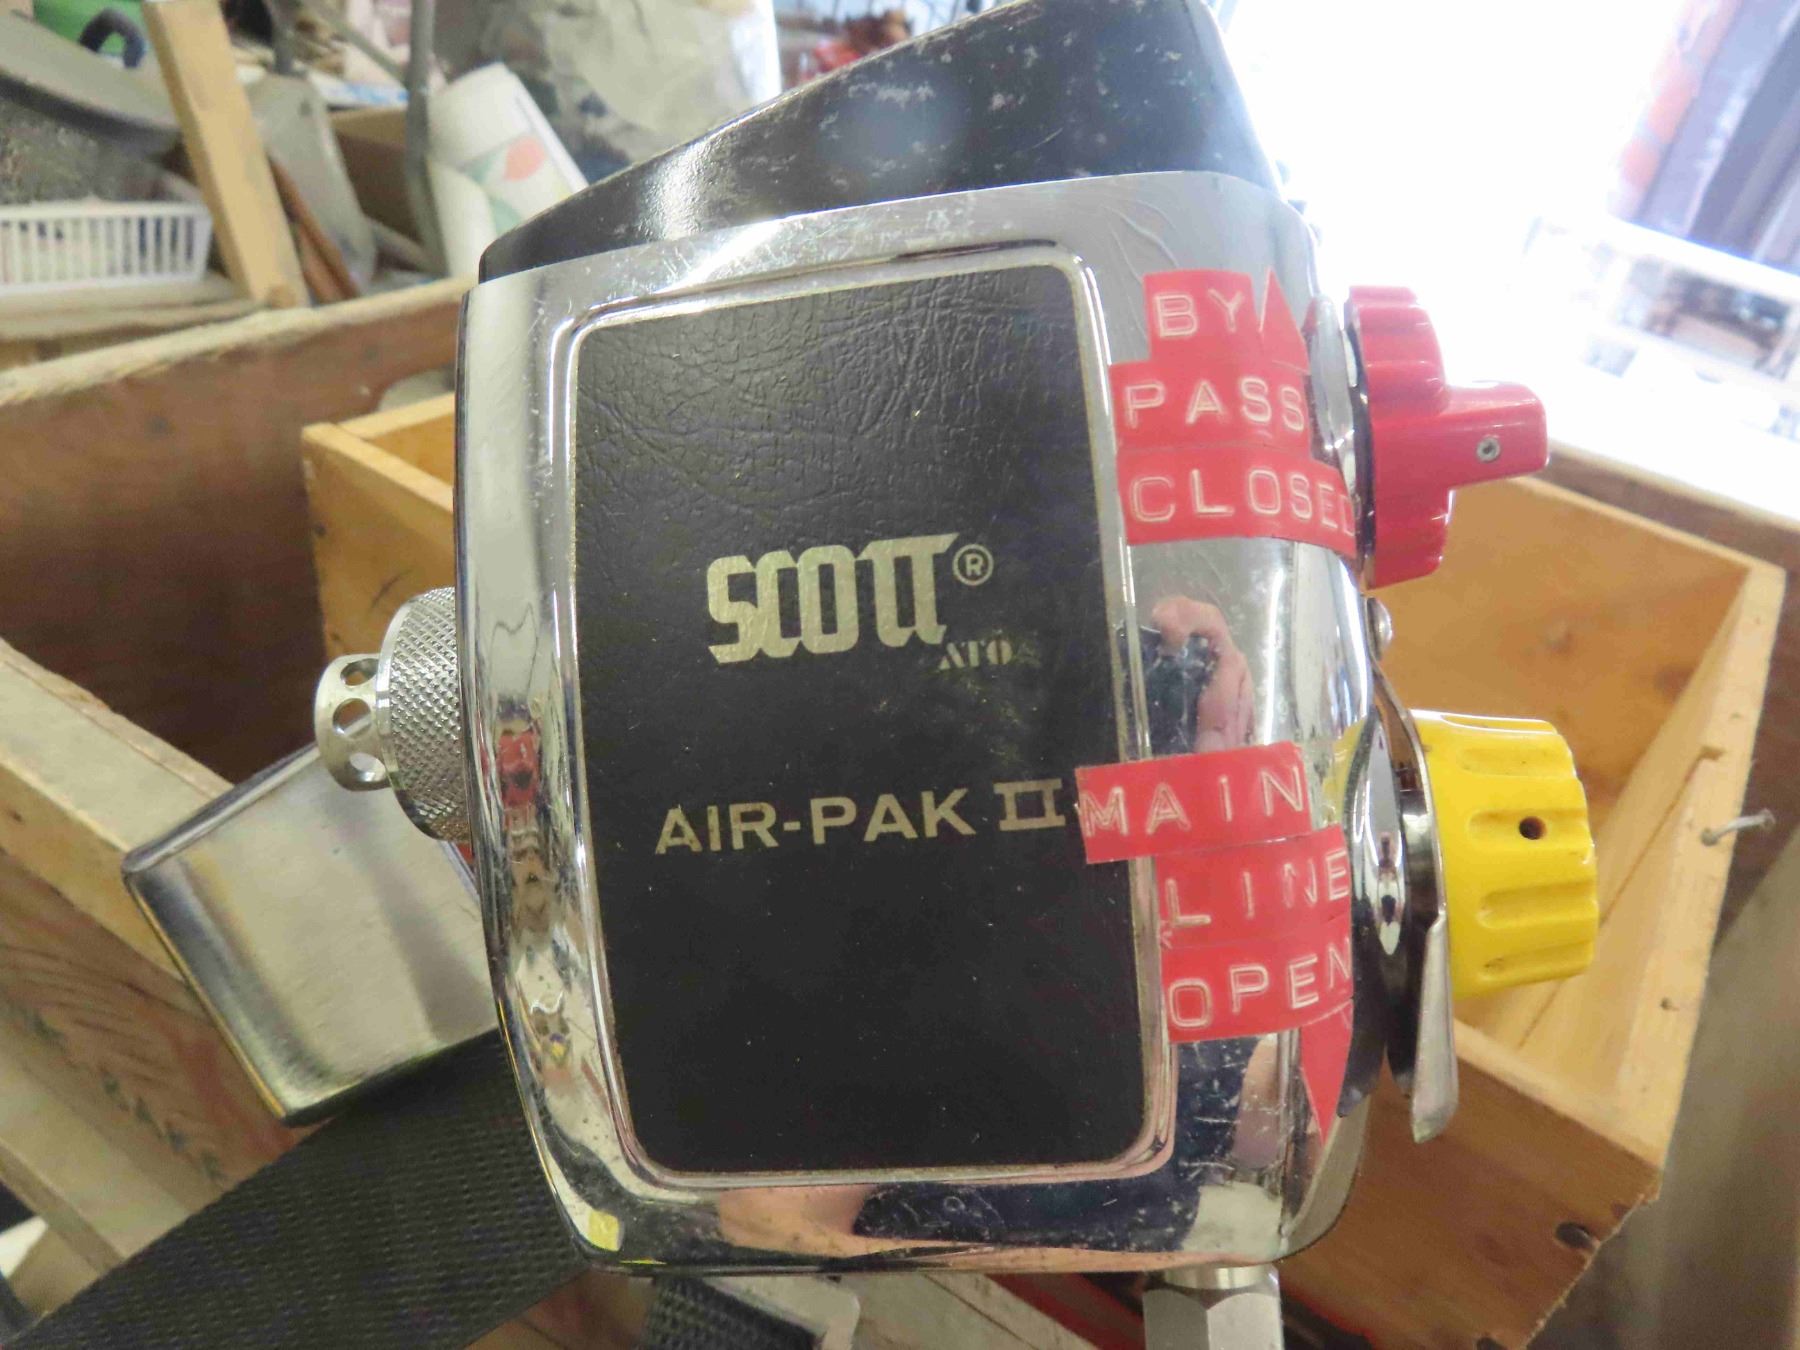 BY
PASS
CLOSED
SCOTT®
ATO
AIR-PAK II
MAIN
LINE
OPEN